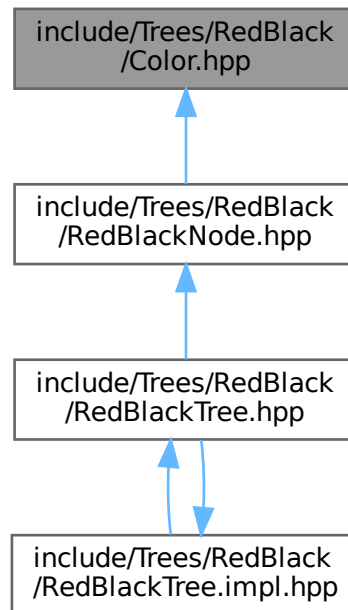 include/Trees/RedBlack
/Color.hpp
include/Trees/RedBlack
/RedBlackNode.hpp
include/Trees/RedBlack
/RedBlackTree.hpp
include/Trees/RedBlack
/RedBlackTree.impl.hpp